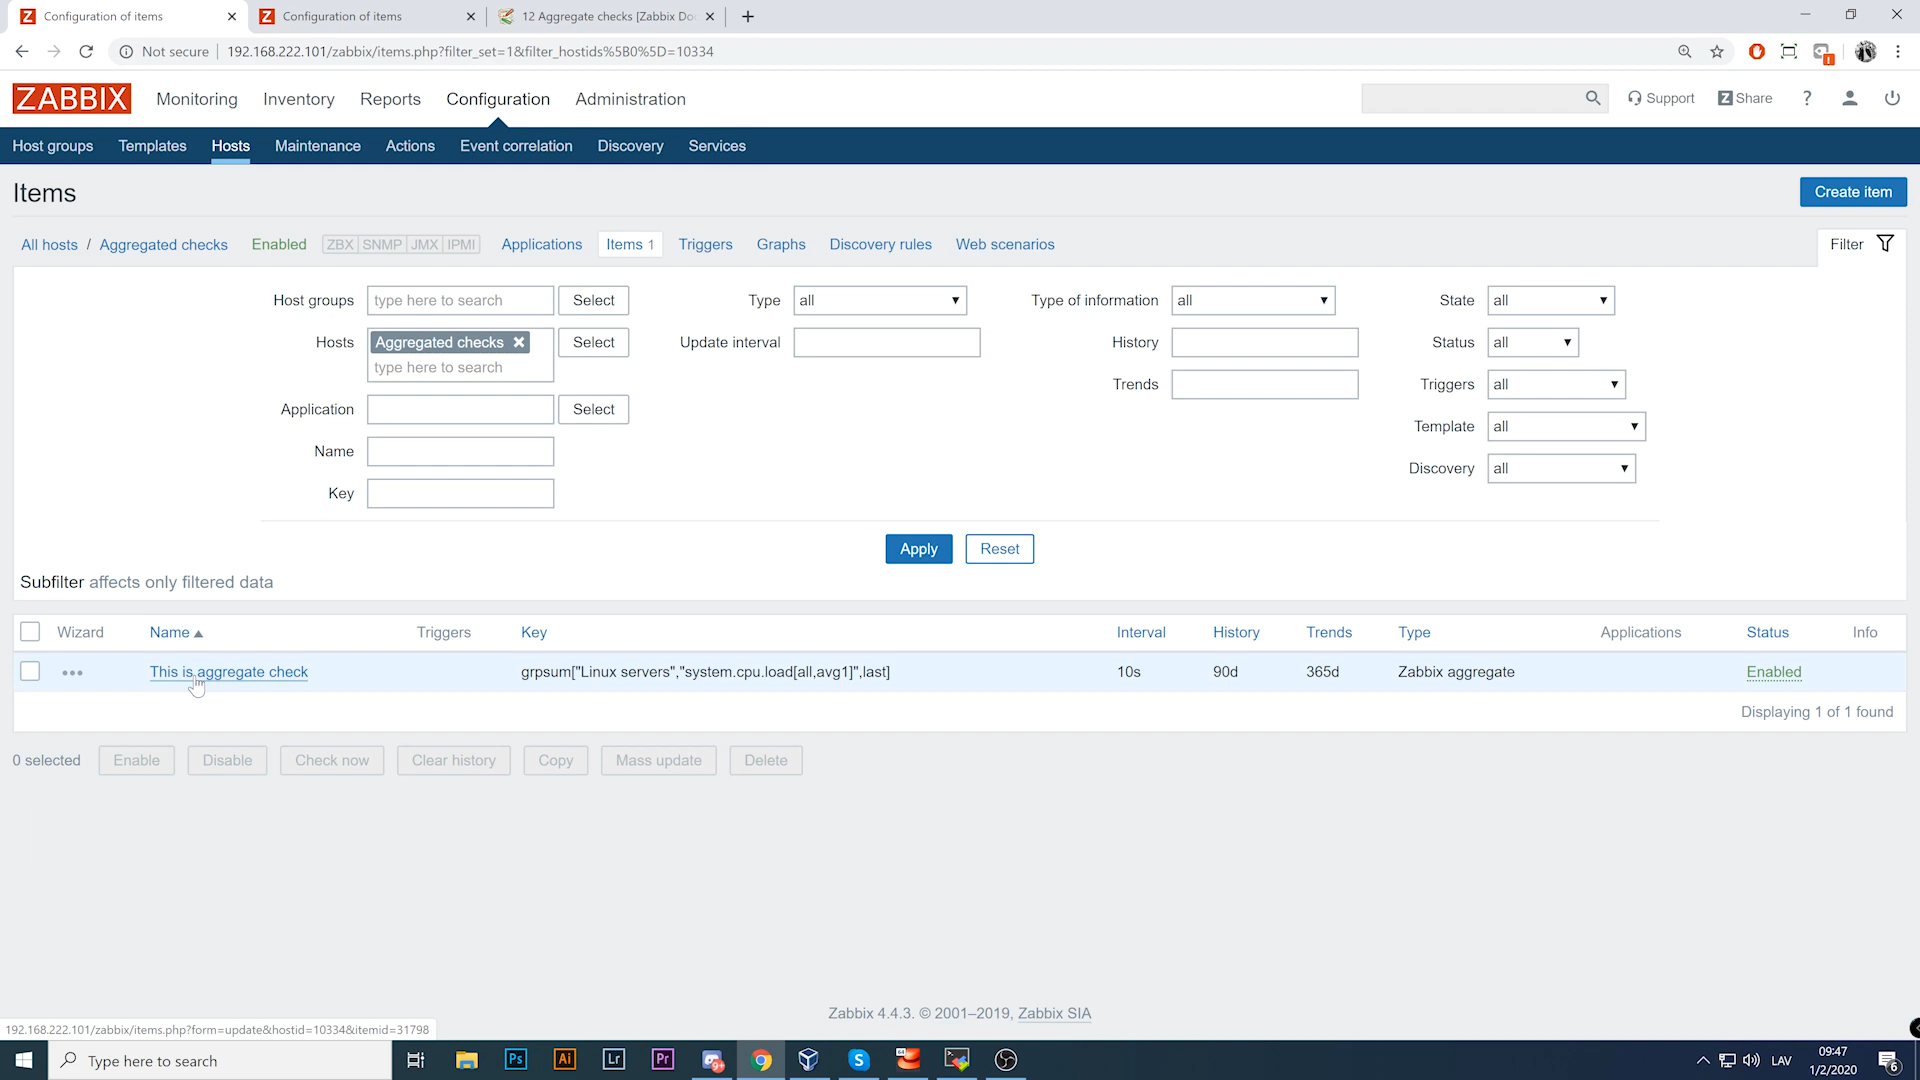 Configuration of items
Configuration of items
12 Aggregate checks [Zabbix Do
Not secure
192.168.222.101/zabbix/items.php?filter_set=1&filter_hostids%5B0%5D=10334
ZABBIX
Monitoring Inventory Reports Configuration Administration
Support
Z Share
?
Host groups Templates Hosts Maintenance Actions Event correlation Discovery Services
Items
Create item
All hosts / Aggregated checks Enabled ZBX SNMP JMX IPMI Applications Items 1 Triggers Graphs Discovery rules Web scenarios
Filter
Host groups type here to search Select Type all Type of information all State all
Hosts Aggregated checks Select Update interval History Status all
type here to search
Trends Triggers all
Application Select
Template all
Name
Discovery all
Key
Apply Reset
Subfilter affects only filtered data
Wizard Name Triggers Key Interval History Trends Type Applications Status Info
This is aggregate check grpsum["Linux servers","system.cpu.load[all,avg1]",last] 10s 90d 365d Zabbix aggregate Enabled
Displaying 1 of 1 found
0 selected Enable Disable Check now Clear history Copy Mass update Delete
Zabbix 4.4.3. © 2001–2019, Zabbix SIA
192.168.222.101/zabbix/items.php?form=update&hostid=10334&itemid=31798
Type here to search
Ps Ai Lr Pr 9+ S 64
LAV
09:47
1/2/2020
6